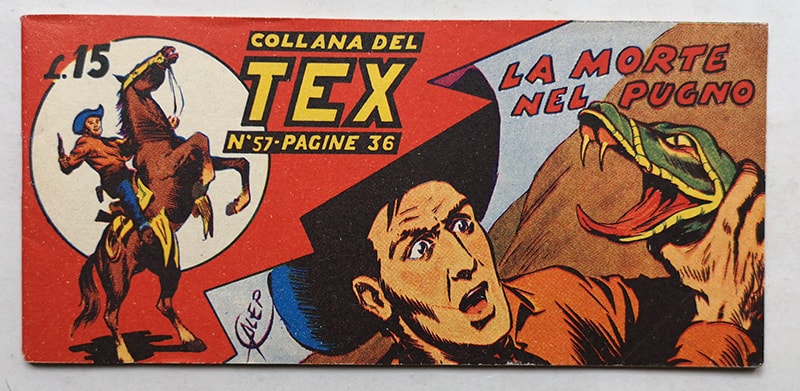 L.15
COLLANA DEL
TEX
N°57-PAGINE 36
LA MORTE
NEL PUGNO
GALEP